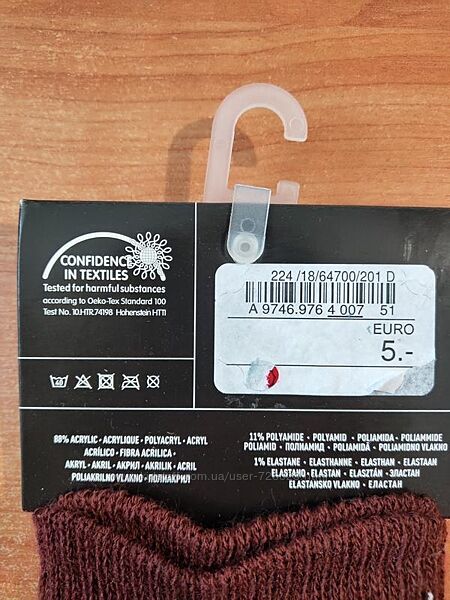 CONFIDENCE
IN TEXTILES
Tested for harmful substances
according to Oeko-Tex Standard 100
Test No. 10.HTR.74198 Hohenstein HTTI
224 /18/64700/201 D
A 9746.976 4 007 51
EURO
5.-
88% ACRYLIC • ACRYLIQUE • POLYACRYL • ACRYL
ACRÍLICO • FIBRA ACRÍLICA •
AKRYL • AKRIL • АКРИЛ • AKRILIK • ACRIL
POLIAKRILNO VLAKNO • ПОЛИАКРИЛ
11% POLYAMIDE • POLYAMID • POLIAMIDA • POLIAMMIDE
POLIAMID • ПОЛИАМИД • POLIAMIDĂ • POLIAMIDNO VLAKNO
1% ELASTANE • ELASTHANNE • ELASTHAN • ELASTAAN
ELASTANO • ELASTAN • ELASZTÁN • ЭЛАСТАН
ELASTANSKO VLAKNO • ЕЛАСТАН